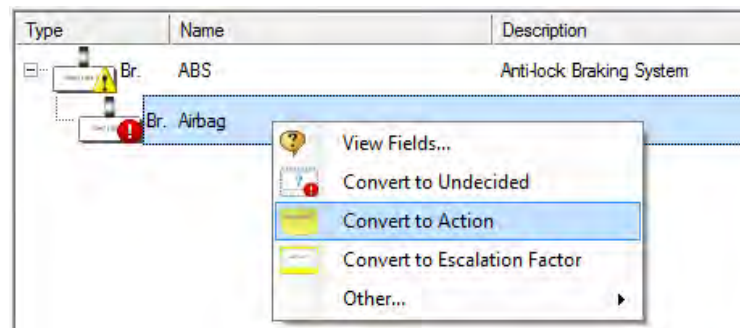 Type Name Description
Br. ABS Anti-lock Braking System
Br. Airbag
View Fields...
Convert to Undecided
Convert to Action
Convert to Escalation Factor
Other...